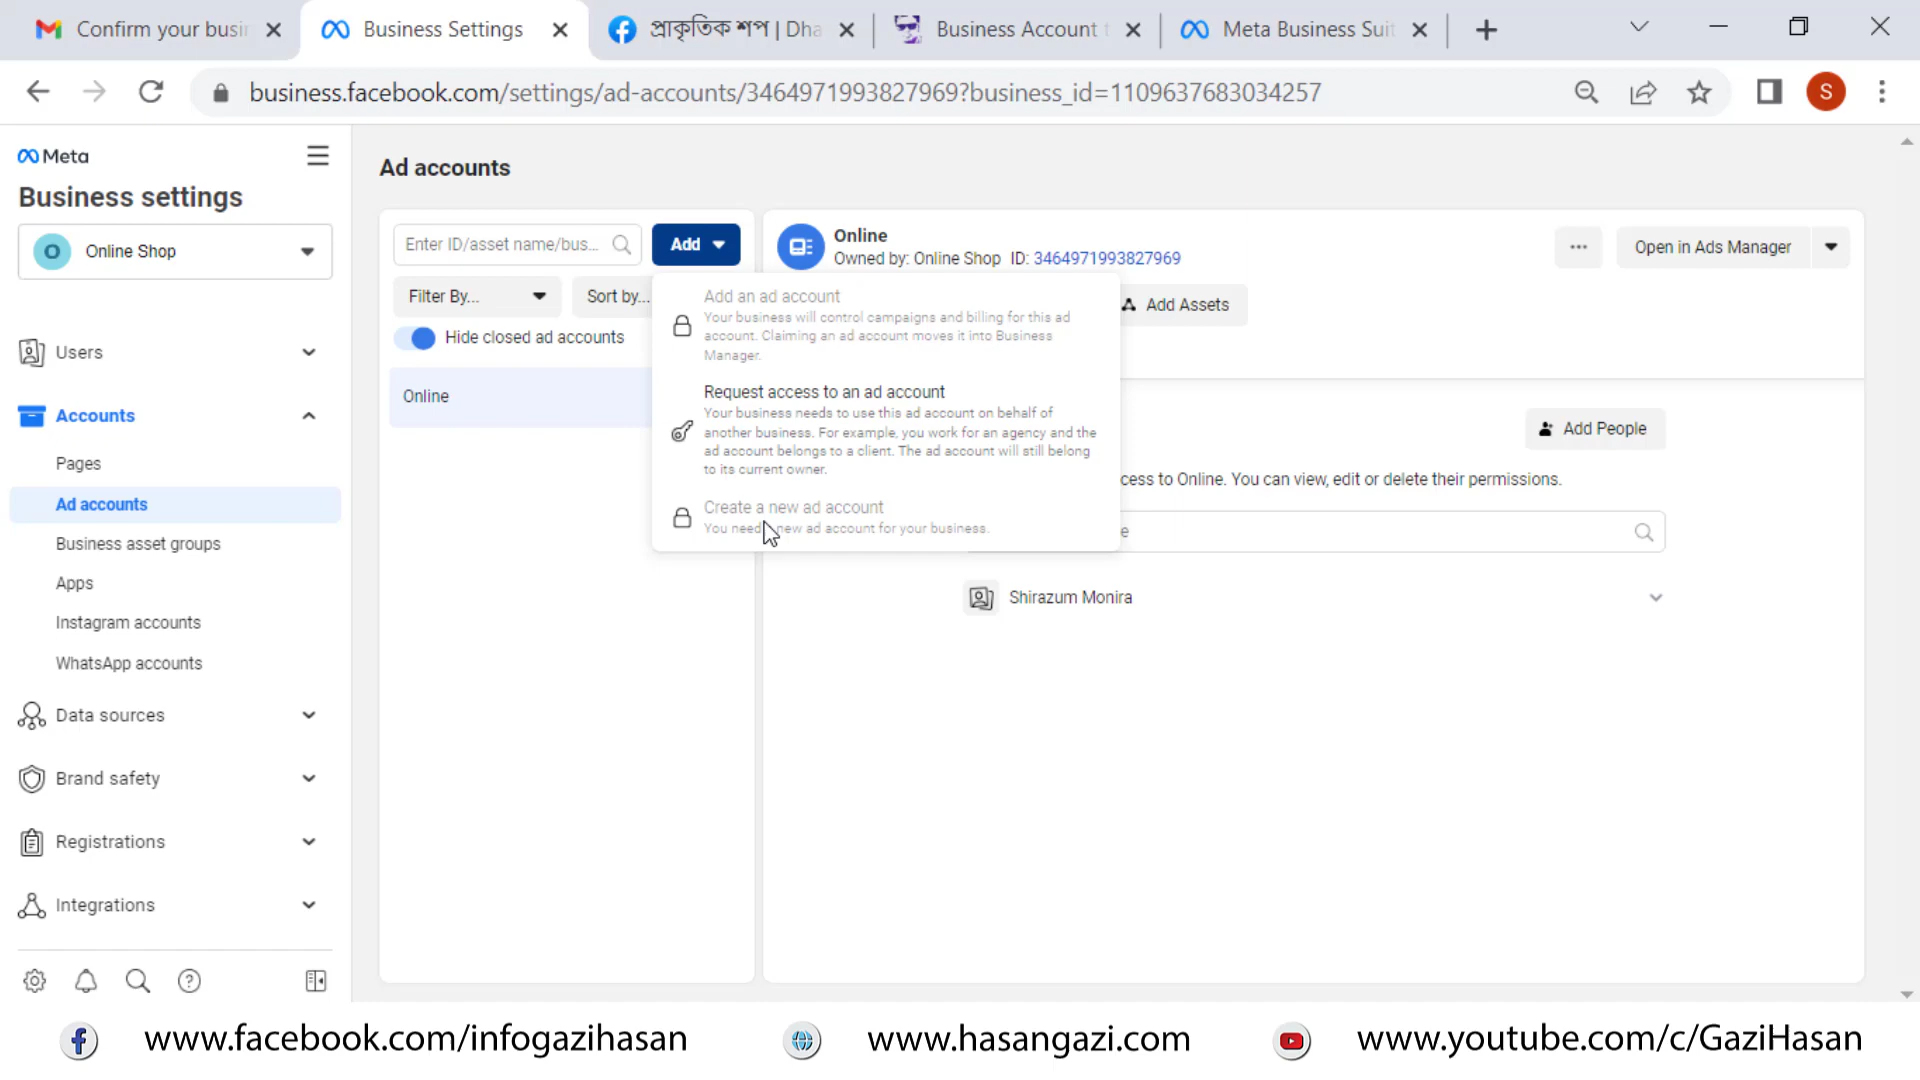 Confirm your busi
Business Settings
প্রাকৃতিক শপ | Dha
Business Account t
Meta Business Suit
business.facebook.com/settings/ad-accounts/3464971993827969?business_id=1109637683034257
S
Meta
Business settings
O Online Shop
Users
Accounts
Pages
Ad accounts
Business asset groups
Apps
Instagram accounts
WhatsApp accounts
Data sources
Brand safety
Registrations
Integrations
Ad accounts
Enter ID/asset name/bus...
Add
Filter By...
Sort by...
Hide closed ad accounts
Online
Add an ad account
Your business will control campaigns and billing for this ad
account. Claiming an ad account moves it into Business
Manager.
Request access to an ad account
Your business needs to use this ad account on behalf of
another business. For example, you work for an agency and the
ad account belongs to a client. The ad account will still belong
to its current owner.
Create a new ad account
You need new ad account for your business.
Online
Owned by: Online Shop ID: 3464971993827969
Open in Ads Manager
Add Assets
Add People
cess to Online. You can view, edit or delete their permissions.
e
Shirazum Monira
www.facebook.com/infogazihasan
www.hasangazi.com
www.youtube.com/c/GaziHasan